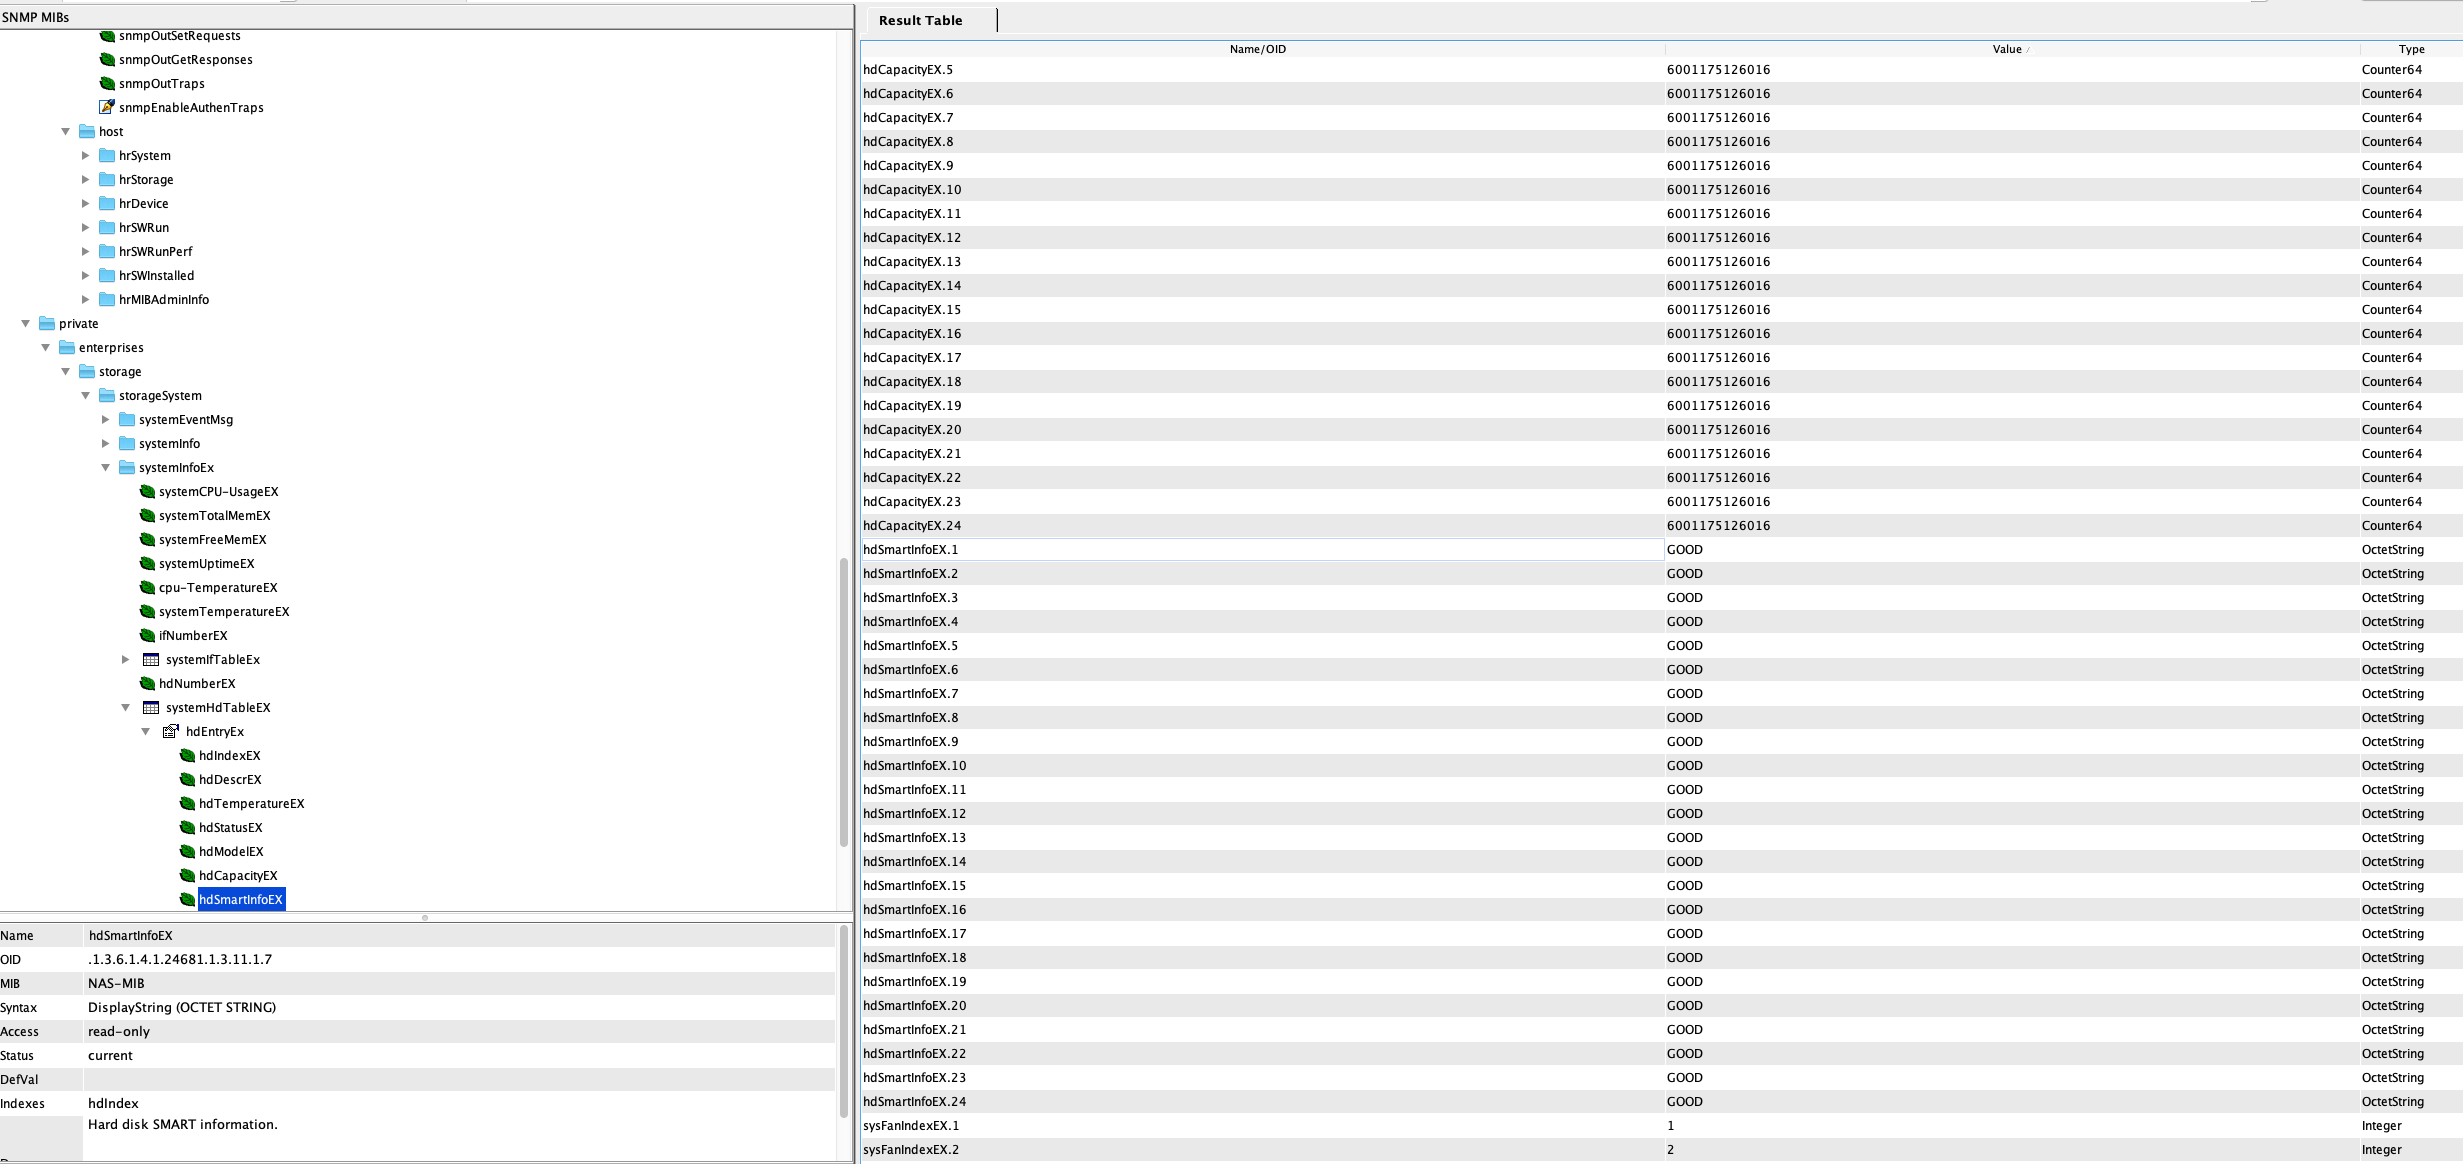 SNMP MIBs
snmpOutSetRequests
snmpOutGetResponses
snmpOutTraps
snmpEnableAuthenTraps
host
hrSystem
hrStorage
hrDevice
hrSWRun
hrSWRunPerf
hrSWInstalled
hrMIBAdminInfo
private
enterprises
storage
storageSystem
systemEventMsg
systemInfo
systemInfoEx
systemCPU-UsageEX
systemTotalMemEX
systemFreeMemEX
systemUptimeEX
cpu-TemperatureEX
systemTemperatureEX
ifNumberEX
systemIfTableEx
hdNumberEX
systemHdTableEX
hdEntryEx
hdIndexEX
hdDescrEX
hdTemperatureEX
hdStatusEX
hdModelEX
hdCapacityEX
hdSmartInfoEX
Name hdSmartInfoEX
OID .1.3.6.1.4.1.24681.1.3.11.1.7
MIB NAS-MIB
Syntax DisplayString (OCTET STRING)
Access read-only
Status current
DefVal
Indexes hdIndex
Hard disk SMART information.
Result Table
Name/OID Value Type
hdCapacityEX.5 6001175126016 Counter64
hdCapacityEX.6 6001175126016 Counter64
hdCapacityEX.7 6001175126016 Counter64
hdCapacityEX.8 6001175126016 Counter64
hdCapacityEX.9 6001175126016 Counter64
hdCapacityEX.10 6001175126016 Counter64
hdCapacityEX.11 6001175126016 Counter64
hdCapacityEX.12 6001175126016 Counter64
hdCapacityEX.13 6001175126016 Counter64
hdCapacityEX.14 6001175126016 Counter64
hdCapacityEX.15 6001175126016 Counter64
hdCapacityEX.16 6001175126016 Counter64
hdCapacityEX.17 6001175126016 Counter64
hdCapacityEX.18 6001175126016 Counter64
hdCapacityEX.19 6001175126016 Counter64
hdCapacityEX.20 6001175126016 Counter64
hdCapacityEX.21 6001175126016 Counter64
hdCapacityEX.22 6001175126016 Counter64
hdCapacityEX.23 6001175126016 Counter64
hdCapacityEX.24 6001175126016 Counter64
hdSmartInfoEX.1 GOOD OctetString
hdSmartInfoEX.2 GOOD OctetString
hdSmartInfoEX.3 GOOD OctetString
hdSmartInfoEX.4 GOOD OctetString
hdSmartInfoEX.5 GOOD OctetString
hdSmartInfoEX.6 GOOD OctetString
hdSmartInfoEX.7 GOOD OctetString
hdSmartInfoEX.8 GOOD OctetString
hdSmartInfoEX.9 GOOD OctetString
hdSmartInfoEX.10 GOOD OctetString
hdSmartInfoEX.11 GOOD OctetString
hdSmartInfoEX.12 GOOD OctetString
hdSmartInfoEX.13 GOOD OctetString
hdSmartInfoEX.14 GOOD OctetString
hdSmartInfoEX.15 GOOD OctetString
hdSmartInfoEX.16 GOOD OctetString
hdSmartInfoEX.17 GOOD OctetString
hdSmartInfoEX.18 GOOD OctetString
hdSmartInfoEX.19 GOOD OctetString
hdSmartInfoEX.20 GOOD OctetString
hdSmartInfoEX.21 GOOD OctetString
hdSmartInfoEX.22 GOOD OctetString
hdSmartInfoEX.23 GOOD OctetString
hdSmartInfoEX.24 GOOD OctetString
sysFanIndexEX.1 1 Integer
sysFanIndexEX.2 2 Integer